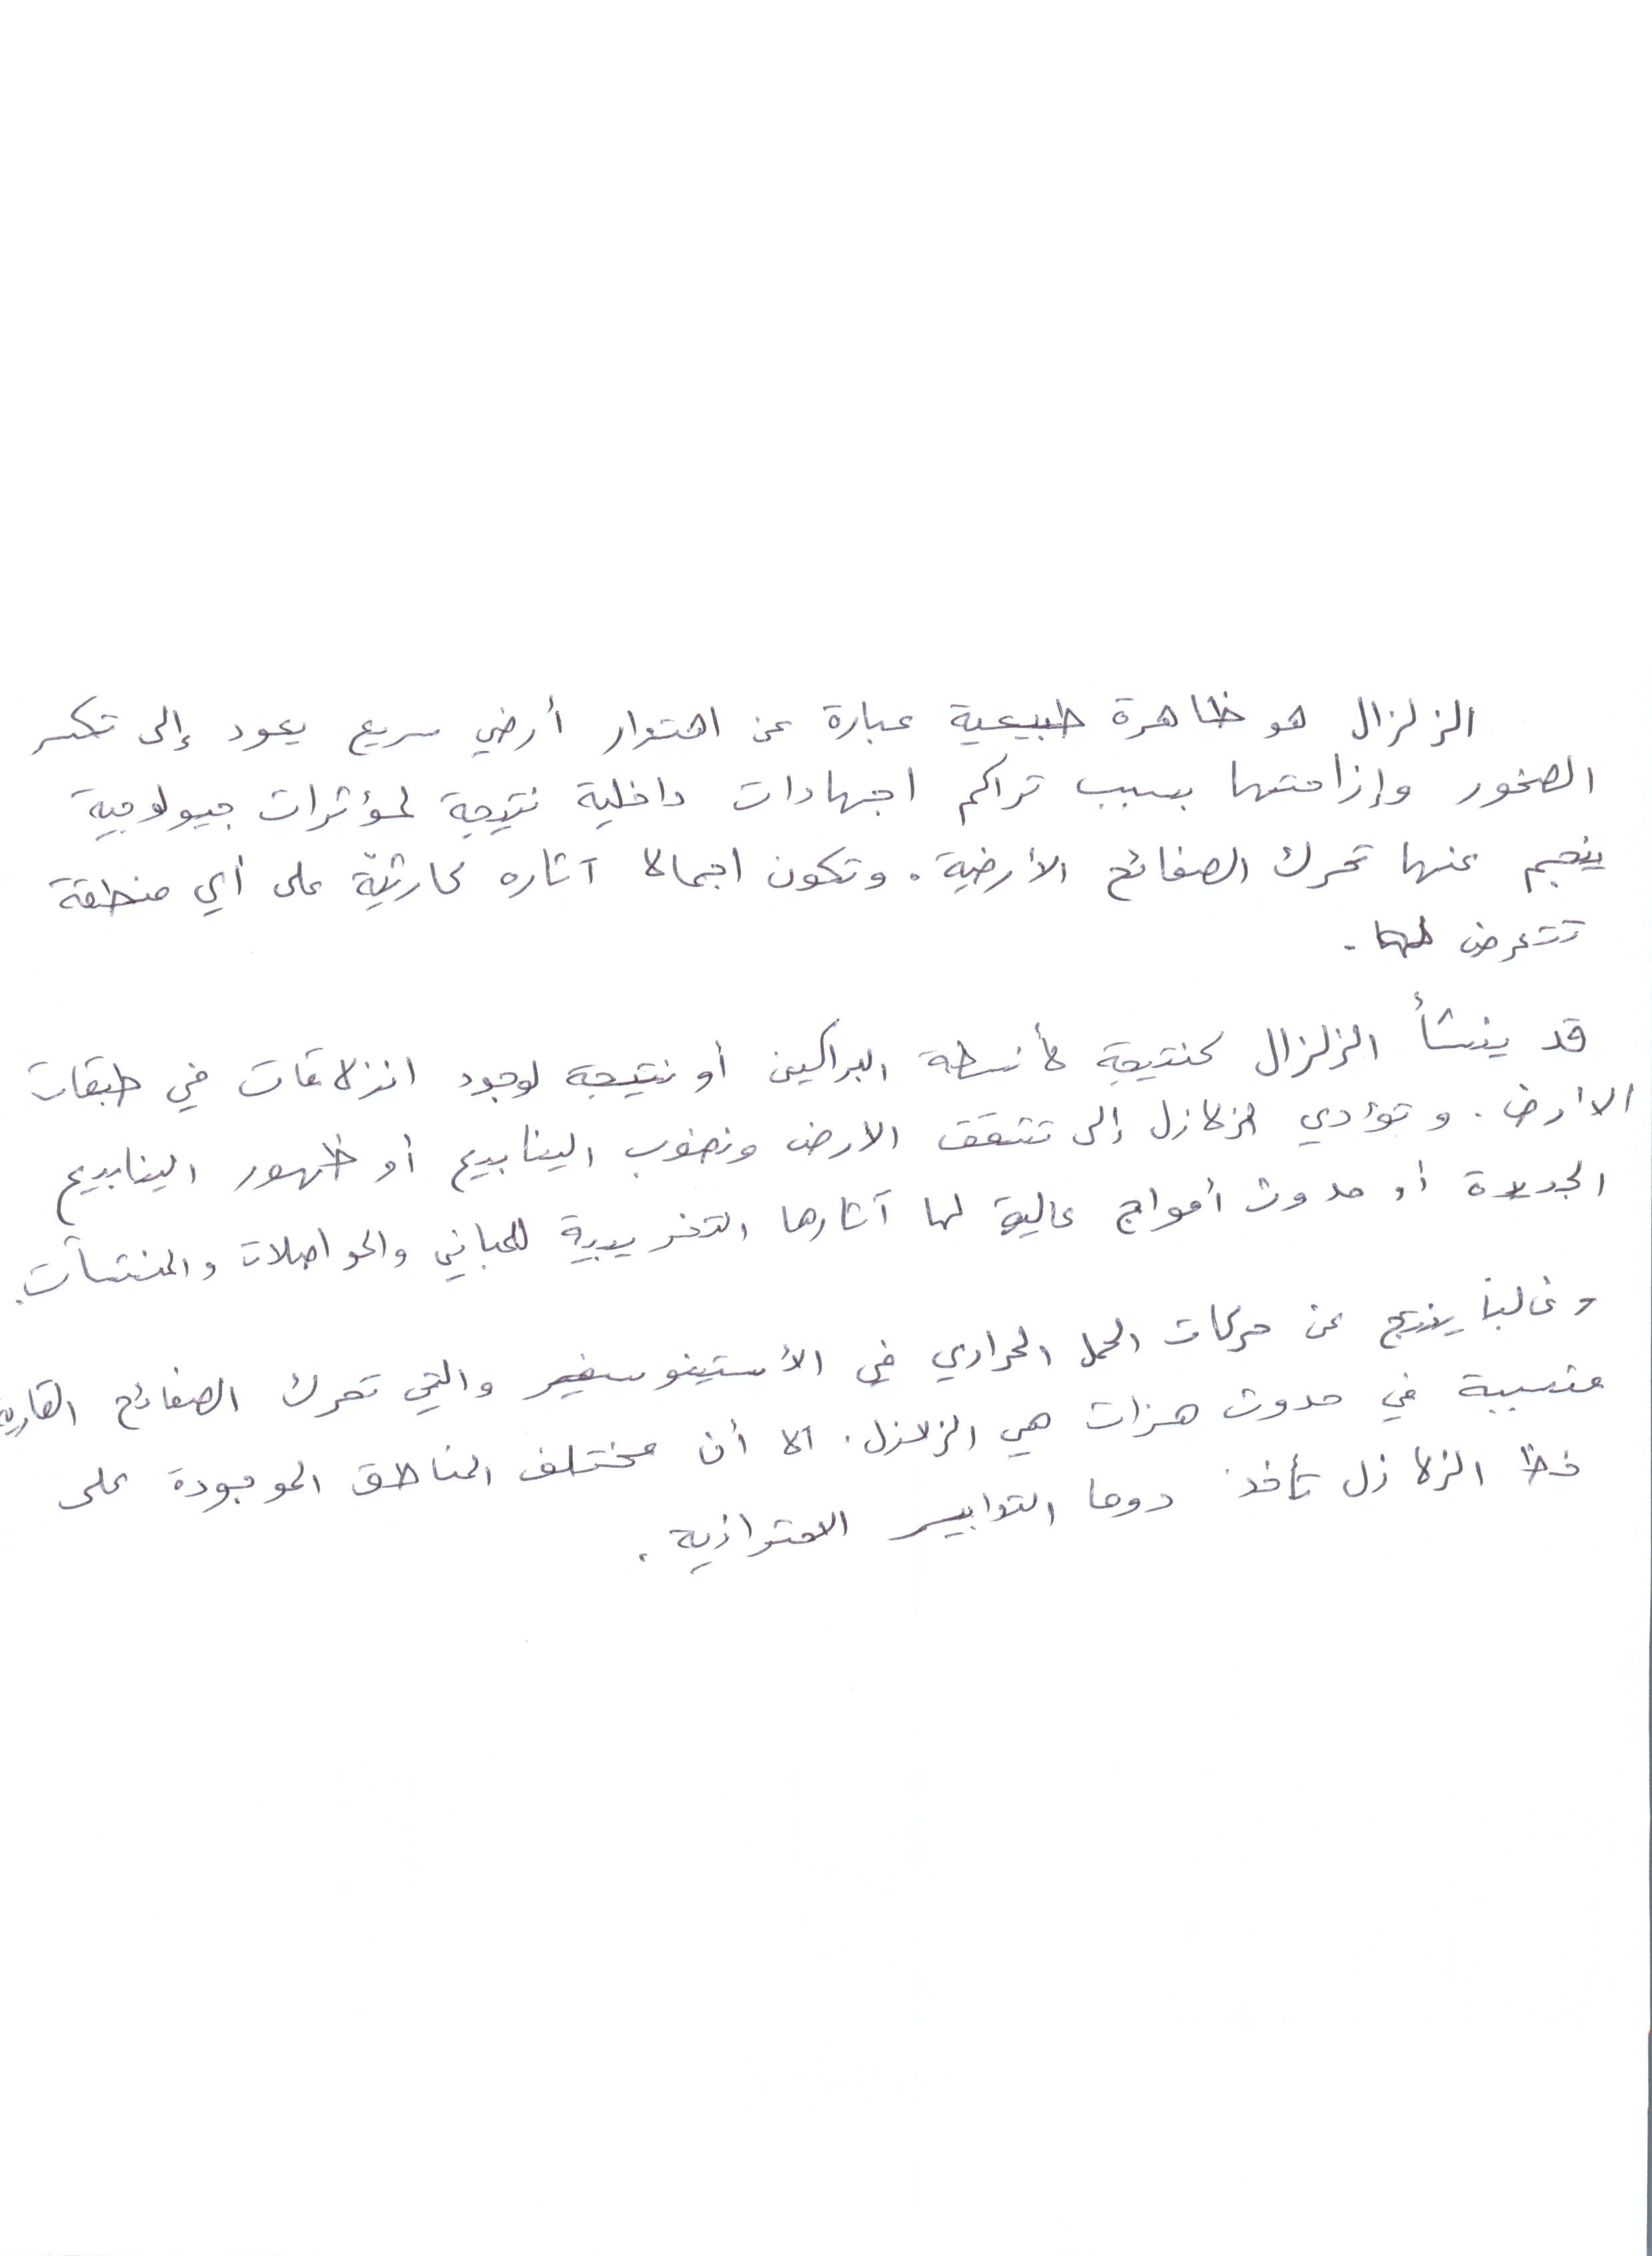 الزلزال هو ظاهرة طبيعية عبارة عن اهتزاز أرضي سريع يعود إلى تكسر
الصخور وإزاحتها بسبب تراكم اجهادات داخلية نتيجة لمؤثرات جيولوجية
ينجم عنها تحرك الصفائح الأرضية. وتكون اجمالا آثاره كارثيّة على أي منطقة
تتعرض لها.
قد ينشأ الزلزال كنتيجة لأنشطة البراكين أو نتيجة لوجود انزلاقات في طبقات
الأرض. وتؤدي الزلازل إلى تشقق الارض ونضوب الينابيع أو ظهور الينابيع
الجديدة أو حدوث أمواج عالية لها آثارها التخريبية للمباني والمواصلات والمنشآت.
وغالبا ينتج عن حركات الحمل الحراري في الأستينوسفير والتي تحرك الصفائح القارية
متسببة في حدوث هزات هي الزلازل. الا أن مختلف المناطق الموجودة على
خط الزلازل تأخذ دوما التدابير الاحترازية.